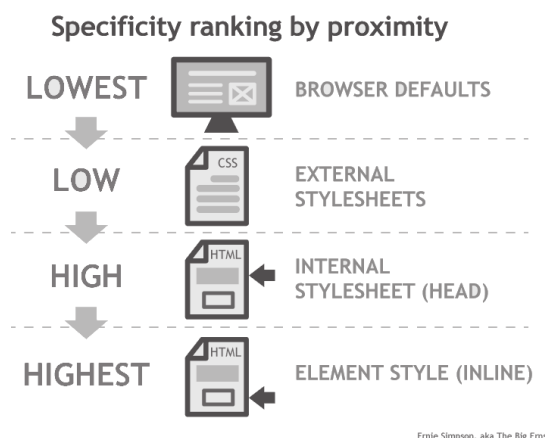 Specificity ranking by proximity
LOWEST
BROWSER DEFAULTS
LOW
CSS
EXTERNAL
STYLESHEETS
HIGH
HTML
INTERNAL
STYLESHEET (HEAD)
HIGHEST
HTML
ELEMENT STYLE (INLINE)
Ernie Simpson, aka The Big